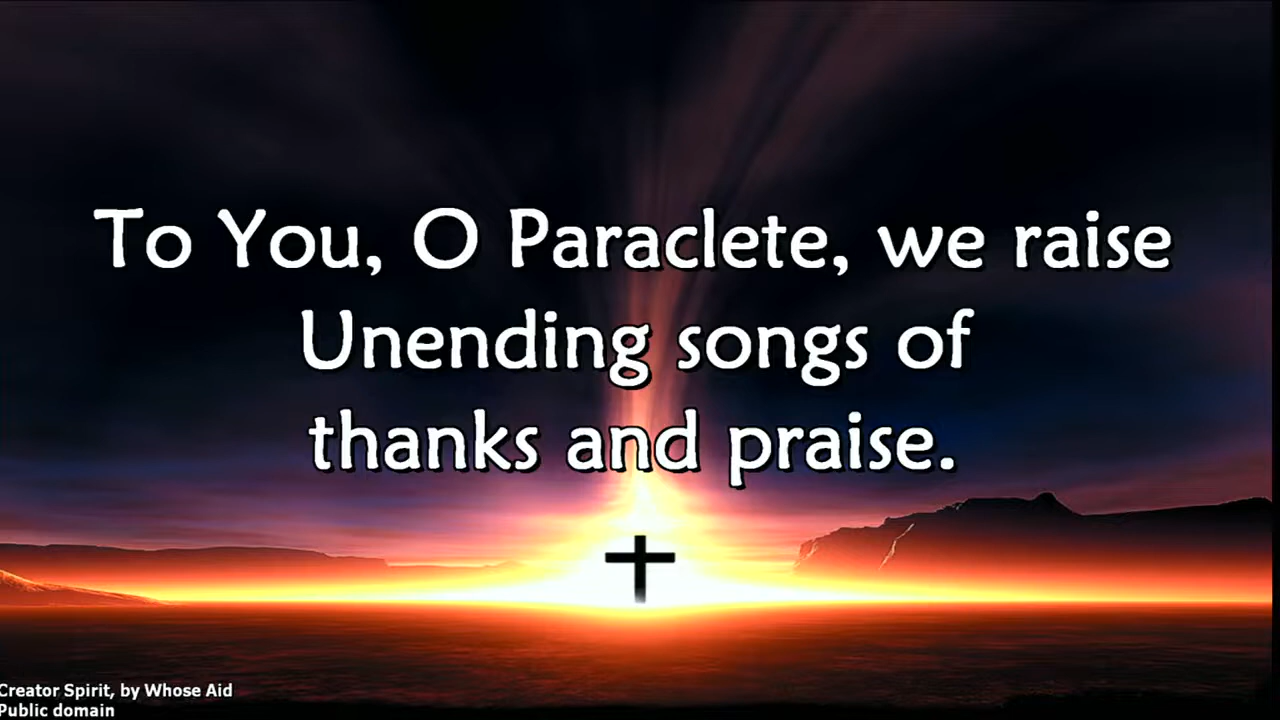 To You, O Paraclete, we raise
Unending songs of
thanks and praise.
Creator Spirit, by Whose Aid
Public domain